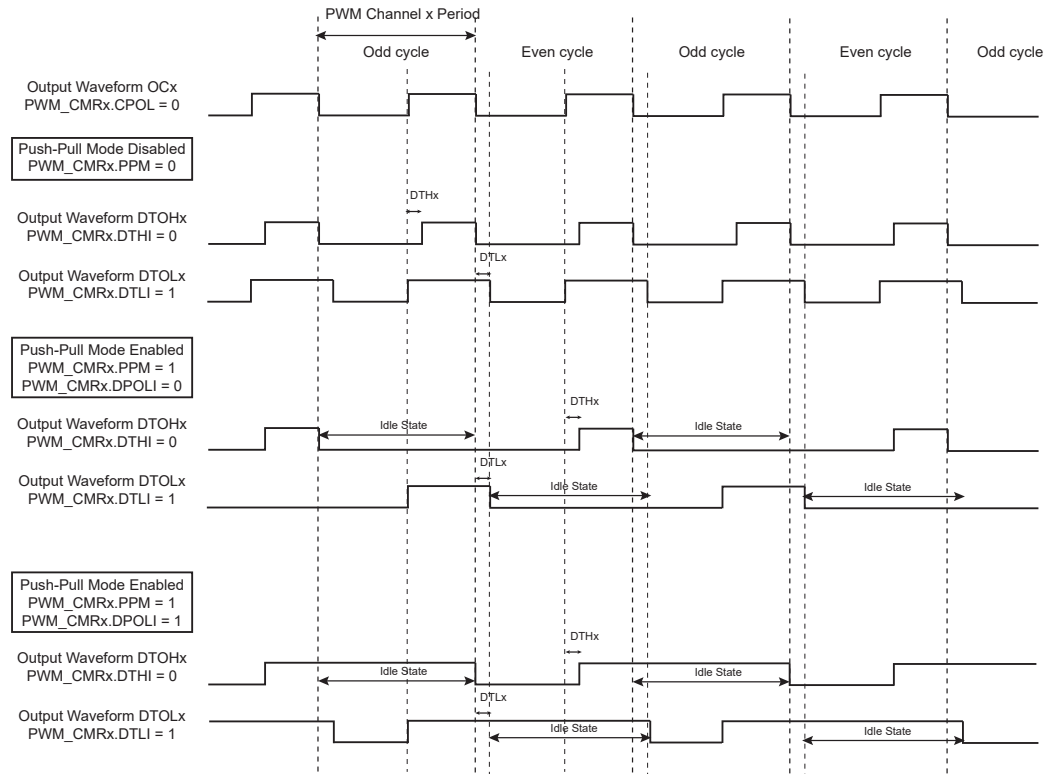 PWM Channel x Period
Odd cycle Even cycle Odd cycle Even cycle Odd cycle
Output Waveform OCx
PWM_CMRx.CPOL = 0
Push-Pull Mode Disabled
PWM_CMRx.PPM = 0
DTHx
Output Waveform DTOHx
PWM_CMRx.DTHI = 0
DTLx
Output Waveform DTOLx
PWM_CMRx.DTLI = 1
Push-Pull Mode Enabled
PWM_CMRx.PPM = 1
PWM_CMRx.DPOLI = 0
DTHx
Output Waveform DTOHx
PWM_CMRx.DTHI = 0
Idle State Idle State
DTLx
Output Waveform DTOLx
PWM_CMRx.DTLI = 1
Idle State Idle State
Push-Pull Mode Enabled
PWM_CMRx.PPM = 1
PWM_CMRx.DPOLI = 1
DTHx
Output Waveform DTOHx
PWM_CMRx.DTHI = 0
Idle State Idle State
DTLx
Output Waveform DTOLx
PWM_CMRx.DTLI = 1
Idle State Idle State